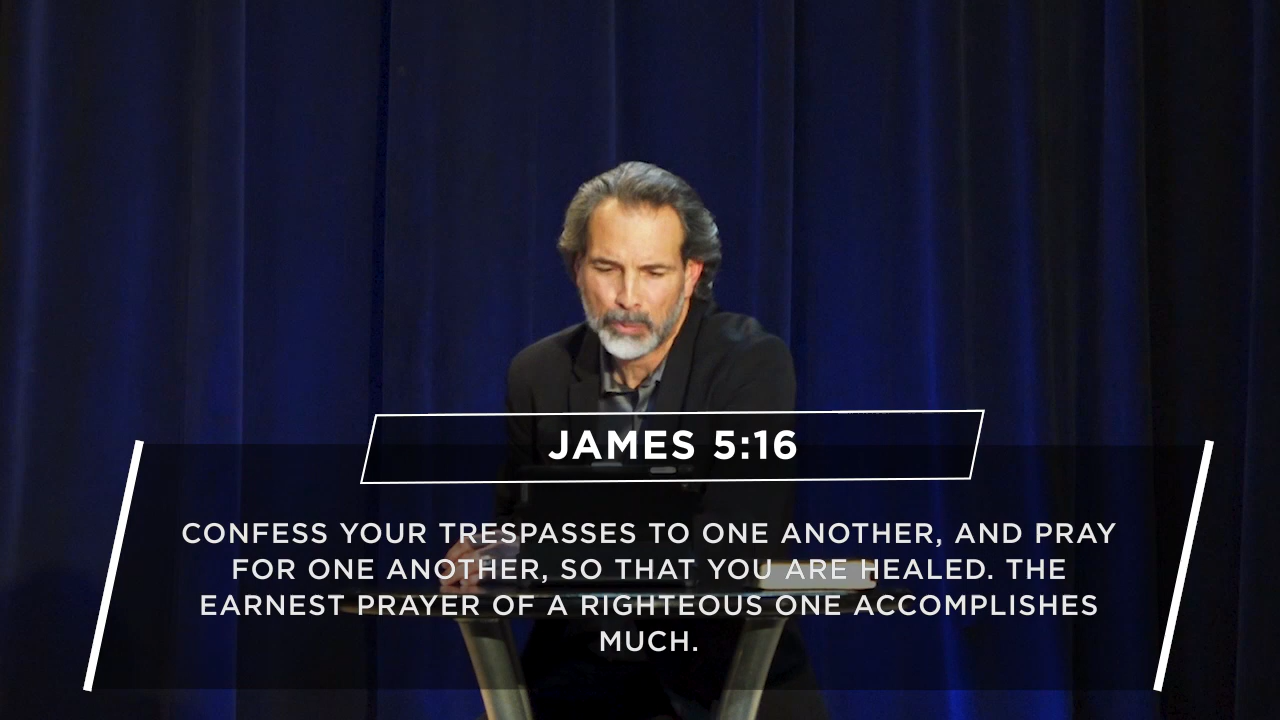 JAMES 5:16
CONFESS YOUR TRESPASSES TO ONE ANOTHER, AND PRAY
FOR ONE ANOTHER, SO THAT YOU ARE HEALED. THE
EARNEST PRAYER OF A RIGHTEOUS ONE ACCOMPLISHES
MUCH.